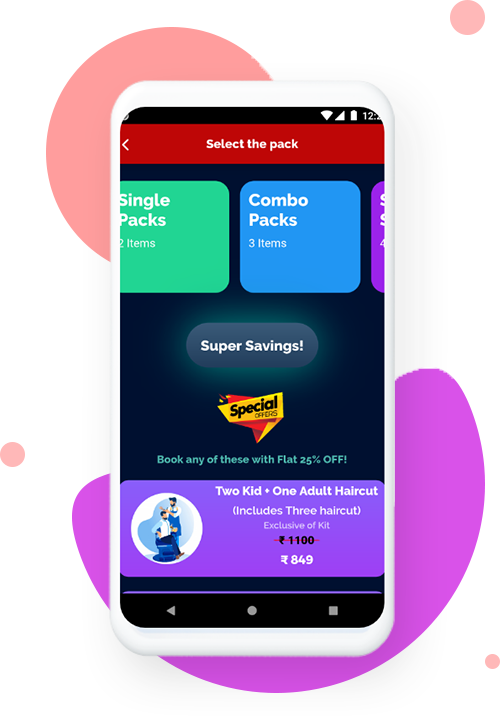 12:2
Select the pack
Single
Packs
2 Items
Combo
Packs
3 Items
S
S
4
Super Savings!
Special
OFFERS
Book any of these with Flat 25% OFF!
Two Kid + One Adult Haircut
(Includes Three haircut)
Exclusive of Kit
₹ 1100
₹ 849